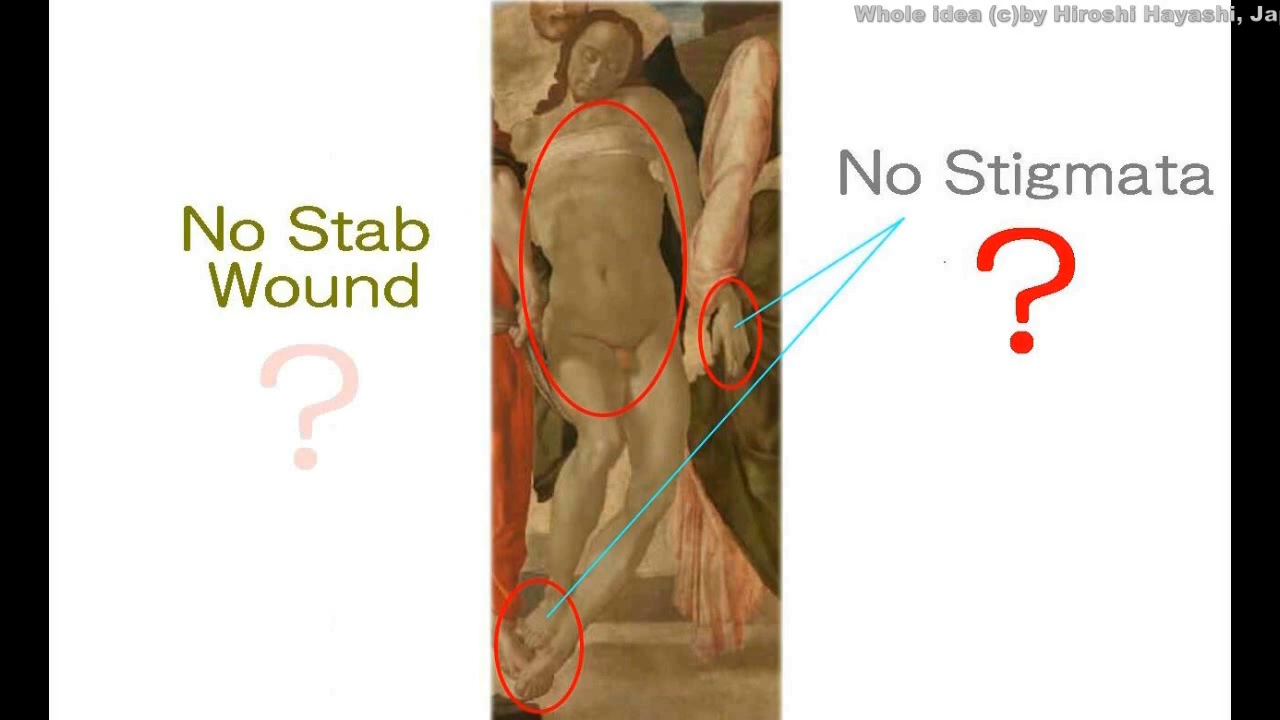 Whole idea (c)by Hiroshi Hayashi, Ja
No Stab
Wound
?
No Stigmata
?